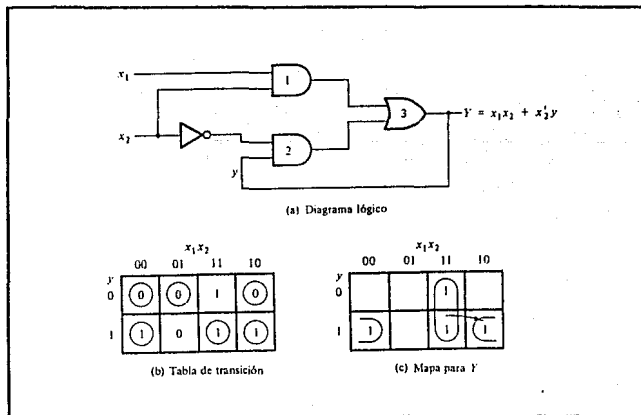 x₁
1
3
Y = x₁x₂ + x₂′y
x₂
2
y
(a) Diagrama lógico
x₁x₂
00 01 11 10
y
0 0 0 1 0
1 1 0 1 1
(b) Tabla de transición
x₁x₂
00 01 11 10
y
0 1
1 1 1 1
(c) Mapa para Y